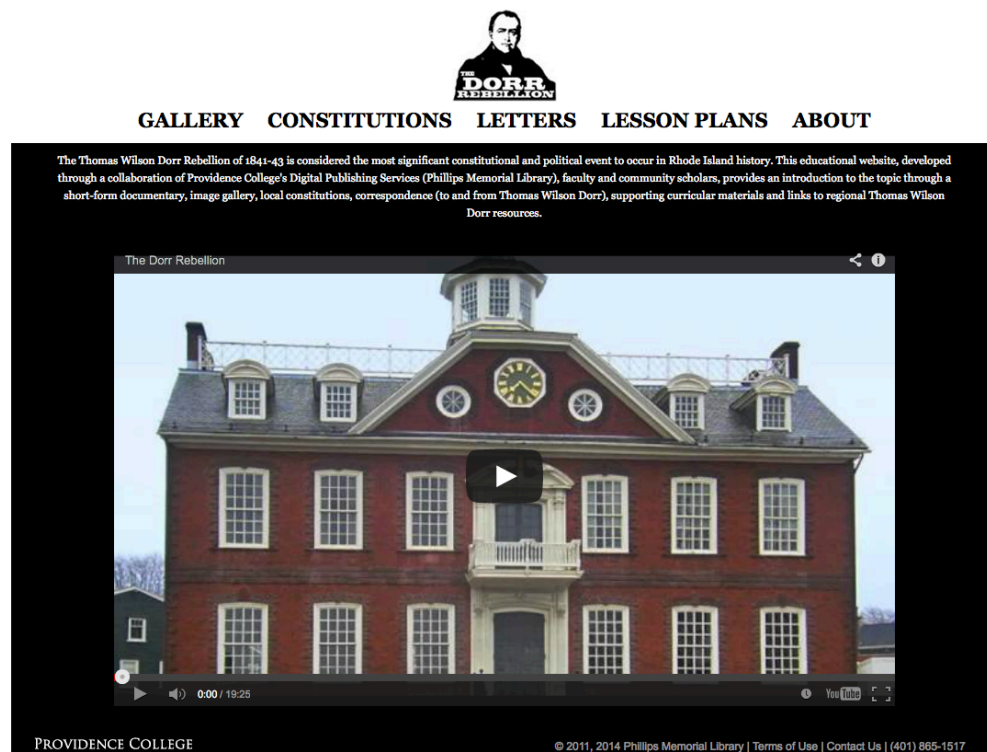 THE
DORR
REBELLION
GALLERY CONSTITUTIONS LETTERS LESSON PLANS ABOUT
The Thomas Wilson Dorr Rebellion of 1841-43 is considered the most significant constitutional and political event to occur in Rhode Island history. This educational website, developed
through a collaboration of Providence College's Digital Publishing Services (Phillips Memorial Library), faculty and community scholars, provides an introduction to the topic through a
short-form documentary, image gallery, local constitutions, correspondence (to and from Thomas Wilson Dorr), supporting curricular materials and links to regional Thomas Wilson
Dorr resources.
The Dorr Rebellion
0:00 / 19:25 YouTube
PROVIDENCE COLLEGE © 2011, 2014 Phillips Memorial Library | Terms of Use | Contact Us | (401) 865-1517